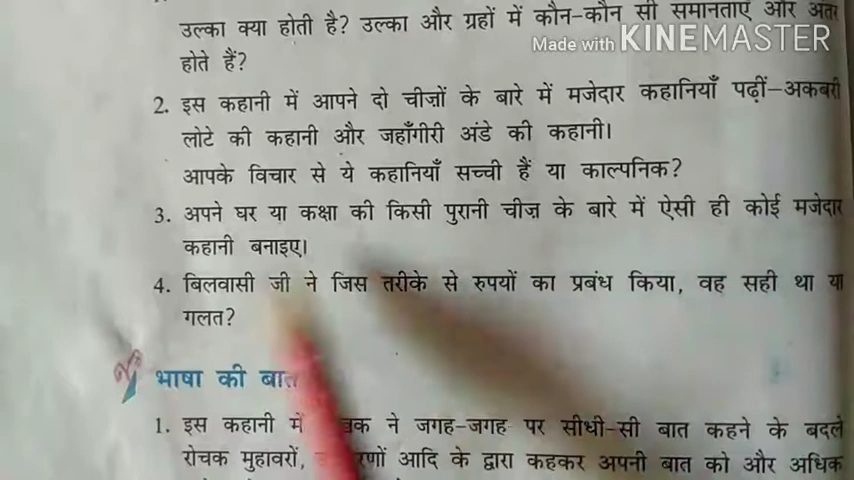 उल्का क्या होती है? उल्का और ग्रहों में कौन-कौन सी समानताएँ और अंतर
होते हैं?
Made with KINEMASTER
2. इस कहानी में आपने दो चीज़ों के बारे में मजेदार कहानियाँ पढ़ीं–अकबरी
लोटे की कहानी और जहाँगीरी अंडे की कहानी।
आपके विचार से ये कहानियाँ सच्ची हैं या काल्पनिक?
3. अपने घर या कक्षा की किसी पुरानी चीज़ के बारे में ऐसी ही कोई मजेदार
कहानी बनाइए।
4. बिलवासी जी ने जिस तरीके से रुपयों का प्रबंध किया, वह सही था या
गलत?
भाषा की बात
1. इस कहानी में ने जगह-जगह पर सीधी-सी बात कहने के बदले
रोचक मुहावरों, आदि के द्वारा कहकर अपनी बात को और अधिक